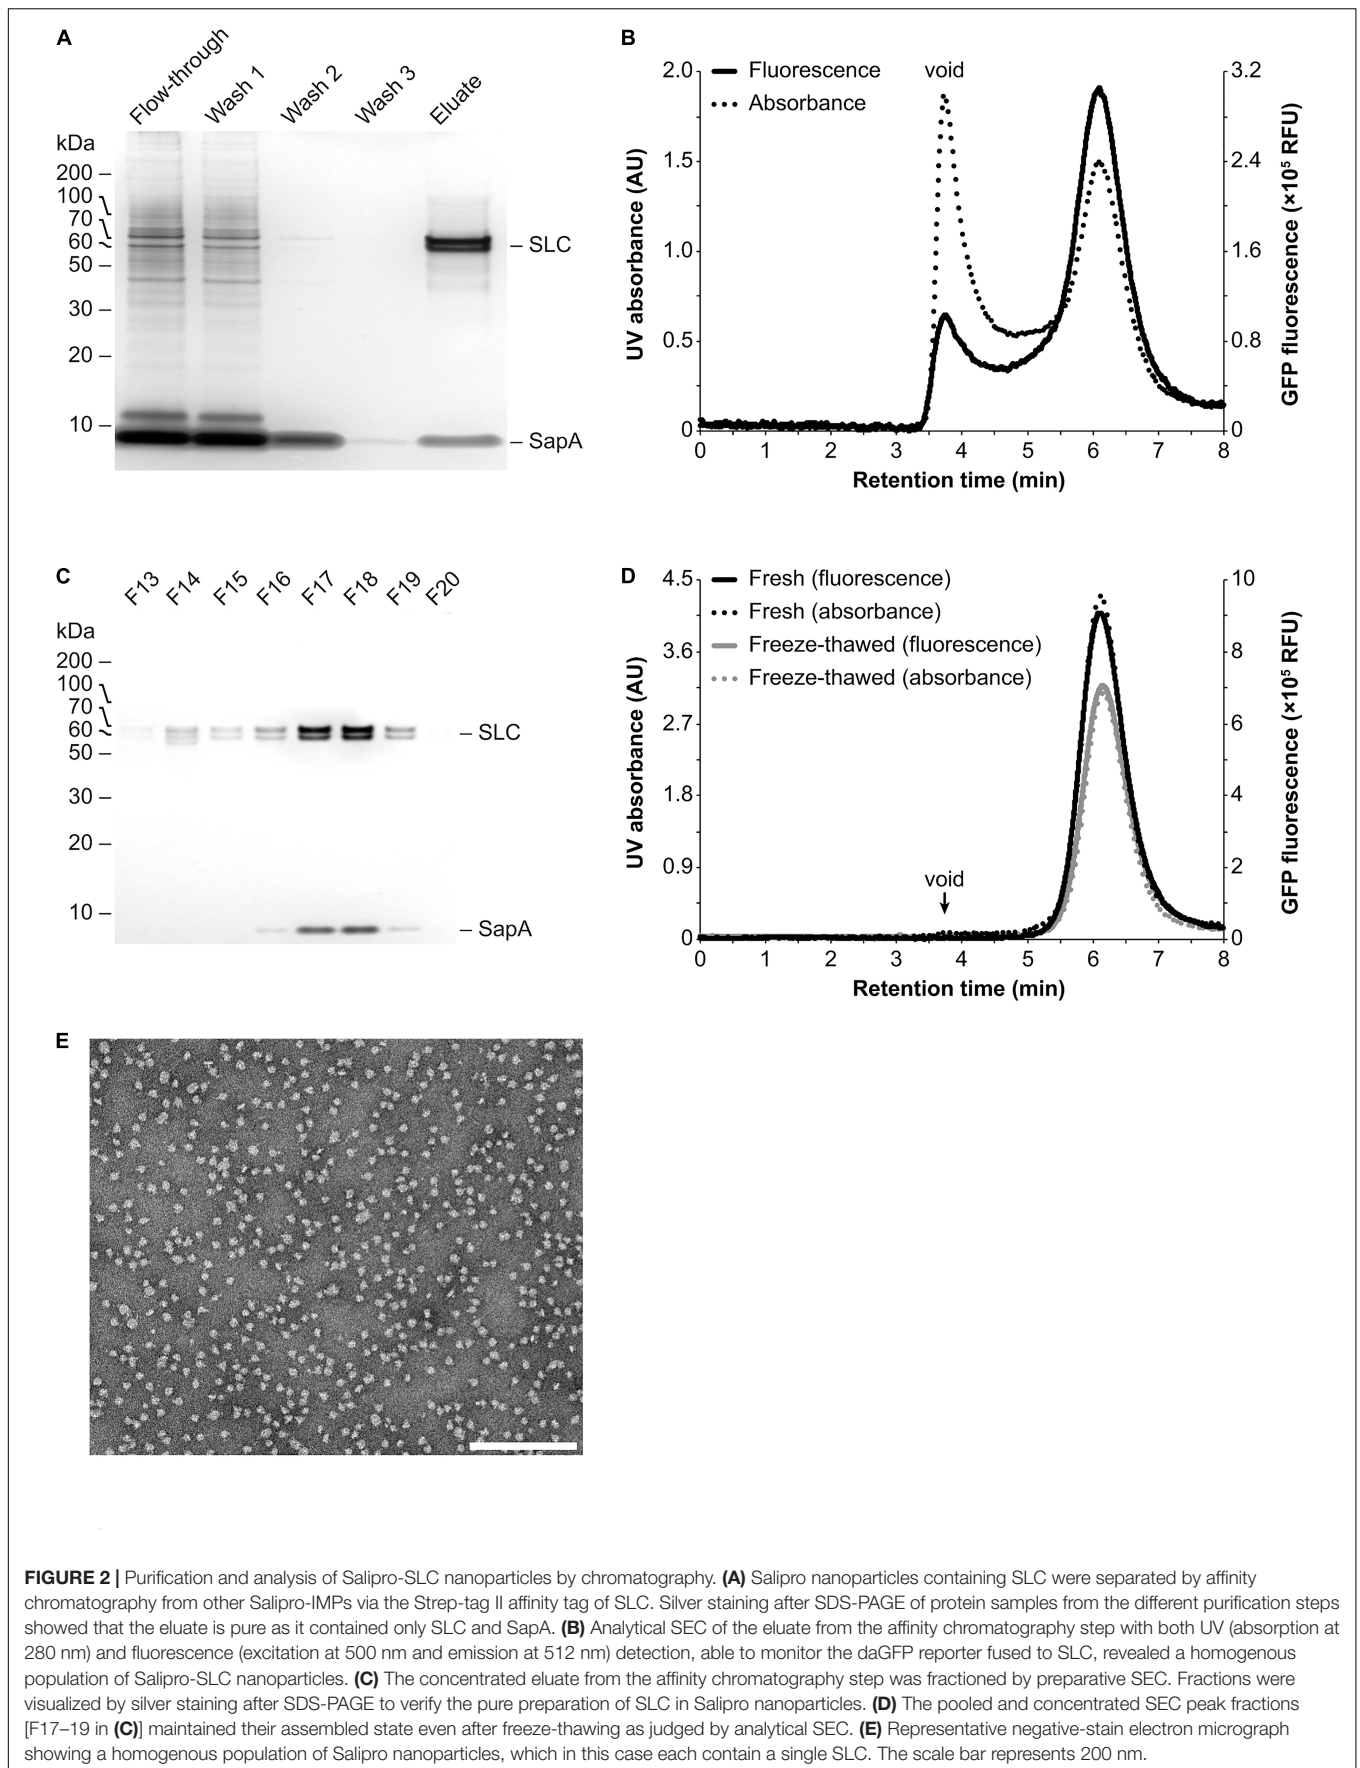 A
Flow-through
Wash 1
Wash 2
Wash 3
Eluate
kDa
200
100
70
60
50
30
20
10
SLC
SapA
B
Fluorescence
Absorbance
void
2.0
1.5
1.0
0.5
0
UV absorbance (AU)
3.2
2.4
1.6
0.8
0
GFP fluorescence (×10⁵ RFU)
0 1 2 3 4 5 6 7 8
Retention time (min)
C
F13
F14
F15
F16
F17
F18
F19
F20
kDa
200
100
70
60
50
30
20
10
SLC
SapA
D
Fresh (fluorescence)
Fresh (absorbance)
Freeze-thawed (fluorescence)
Freeze-thawed (absorbance)
void
4.5
3.6
2.7
1.8
0.9
0
UV absorbance (AU)
10
8
6
4
2
0
GFP fluorescence (×10⁵ RFU)
0 1 2 3 4 5 6 7 8
Retention time (min)
E
FIGURE 2 | Purification and analysis of Salipro-SLC nanoparticles by chromatography. (A) Salipro nanoparticles containing SLC were separated by affinity
chromatography from other Salipro-IMPs via the Strep-tag II affinity tag of SLC. Silver staining after SDS-PAGE of protein samples from the different purification steps
showed that the eluate is pure as it contained only SLC and SapA. (B) Analytical SEC of the eluate from the affinity chromatography step with both UV (absorption at
280 nm) and fluorescence (excitation at 500 nm and emission at 512 nm) detection, able to monitor the daGFP reporter fused to SLC, revealed a homogenous
population of Salipro-SLC nanoparticles. (C) The concentrated eluate from the affinity chromatography step was fractioned by preparative SEC. Fractions were
visualized by silver staining after SDS-PAGE to verify the pure preparation of SLC in Salipro nanoparticles. (D) The pooled and concentrated SEC peak fractions
[F17–19 in (C)] maintained their assembled state even after freeze-thawing as judged by analytical SEC. (E) Representative negative-stain electron micrograph
showing a homogenous population of Salipro nanoparticles, which in this case each contain a single SLC. The scale bar represents 200 nm.